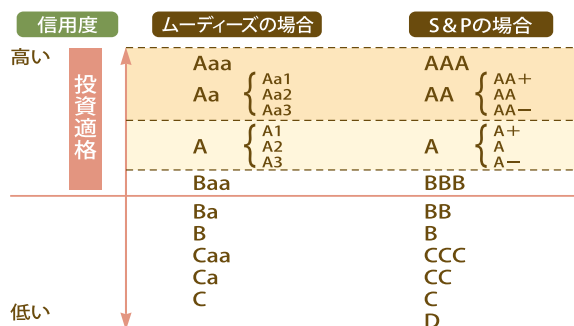 信用度 ムーディーズの場合 S&Pの場合
高い
投資適格
Aaa AAA
Aa Aa1 Aa2 Aa3 AA AA+ AA AA−
A A1 A2 A3 A A+ A A−
Baa BBB
Ba BB
B B
Caa CCC
Ca CC
C C
低い D